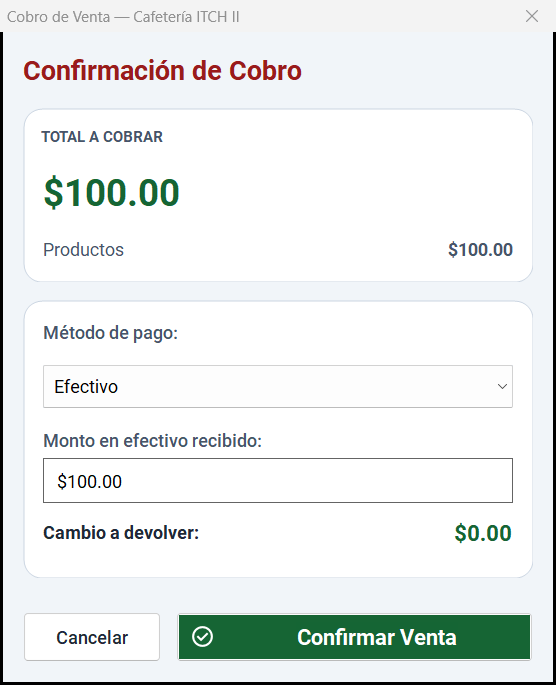 Cobro de Venta — Cafetería ITCH II
Confirmación de Cobro
TOTAL A COBRAR
$100.00
Productos $100.00
Método de pago:
Efectivo
Monto en efectivo recibido:
$100.00
Cambio a devolver: $0.00
Cancelar Confirmar Venta